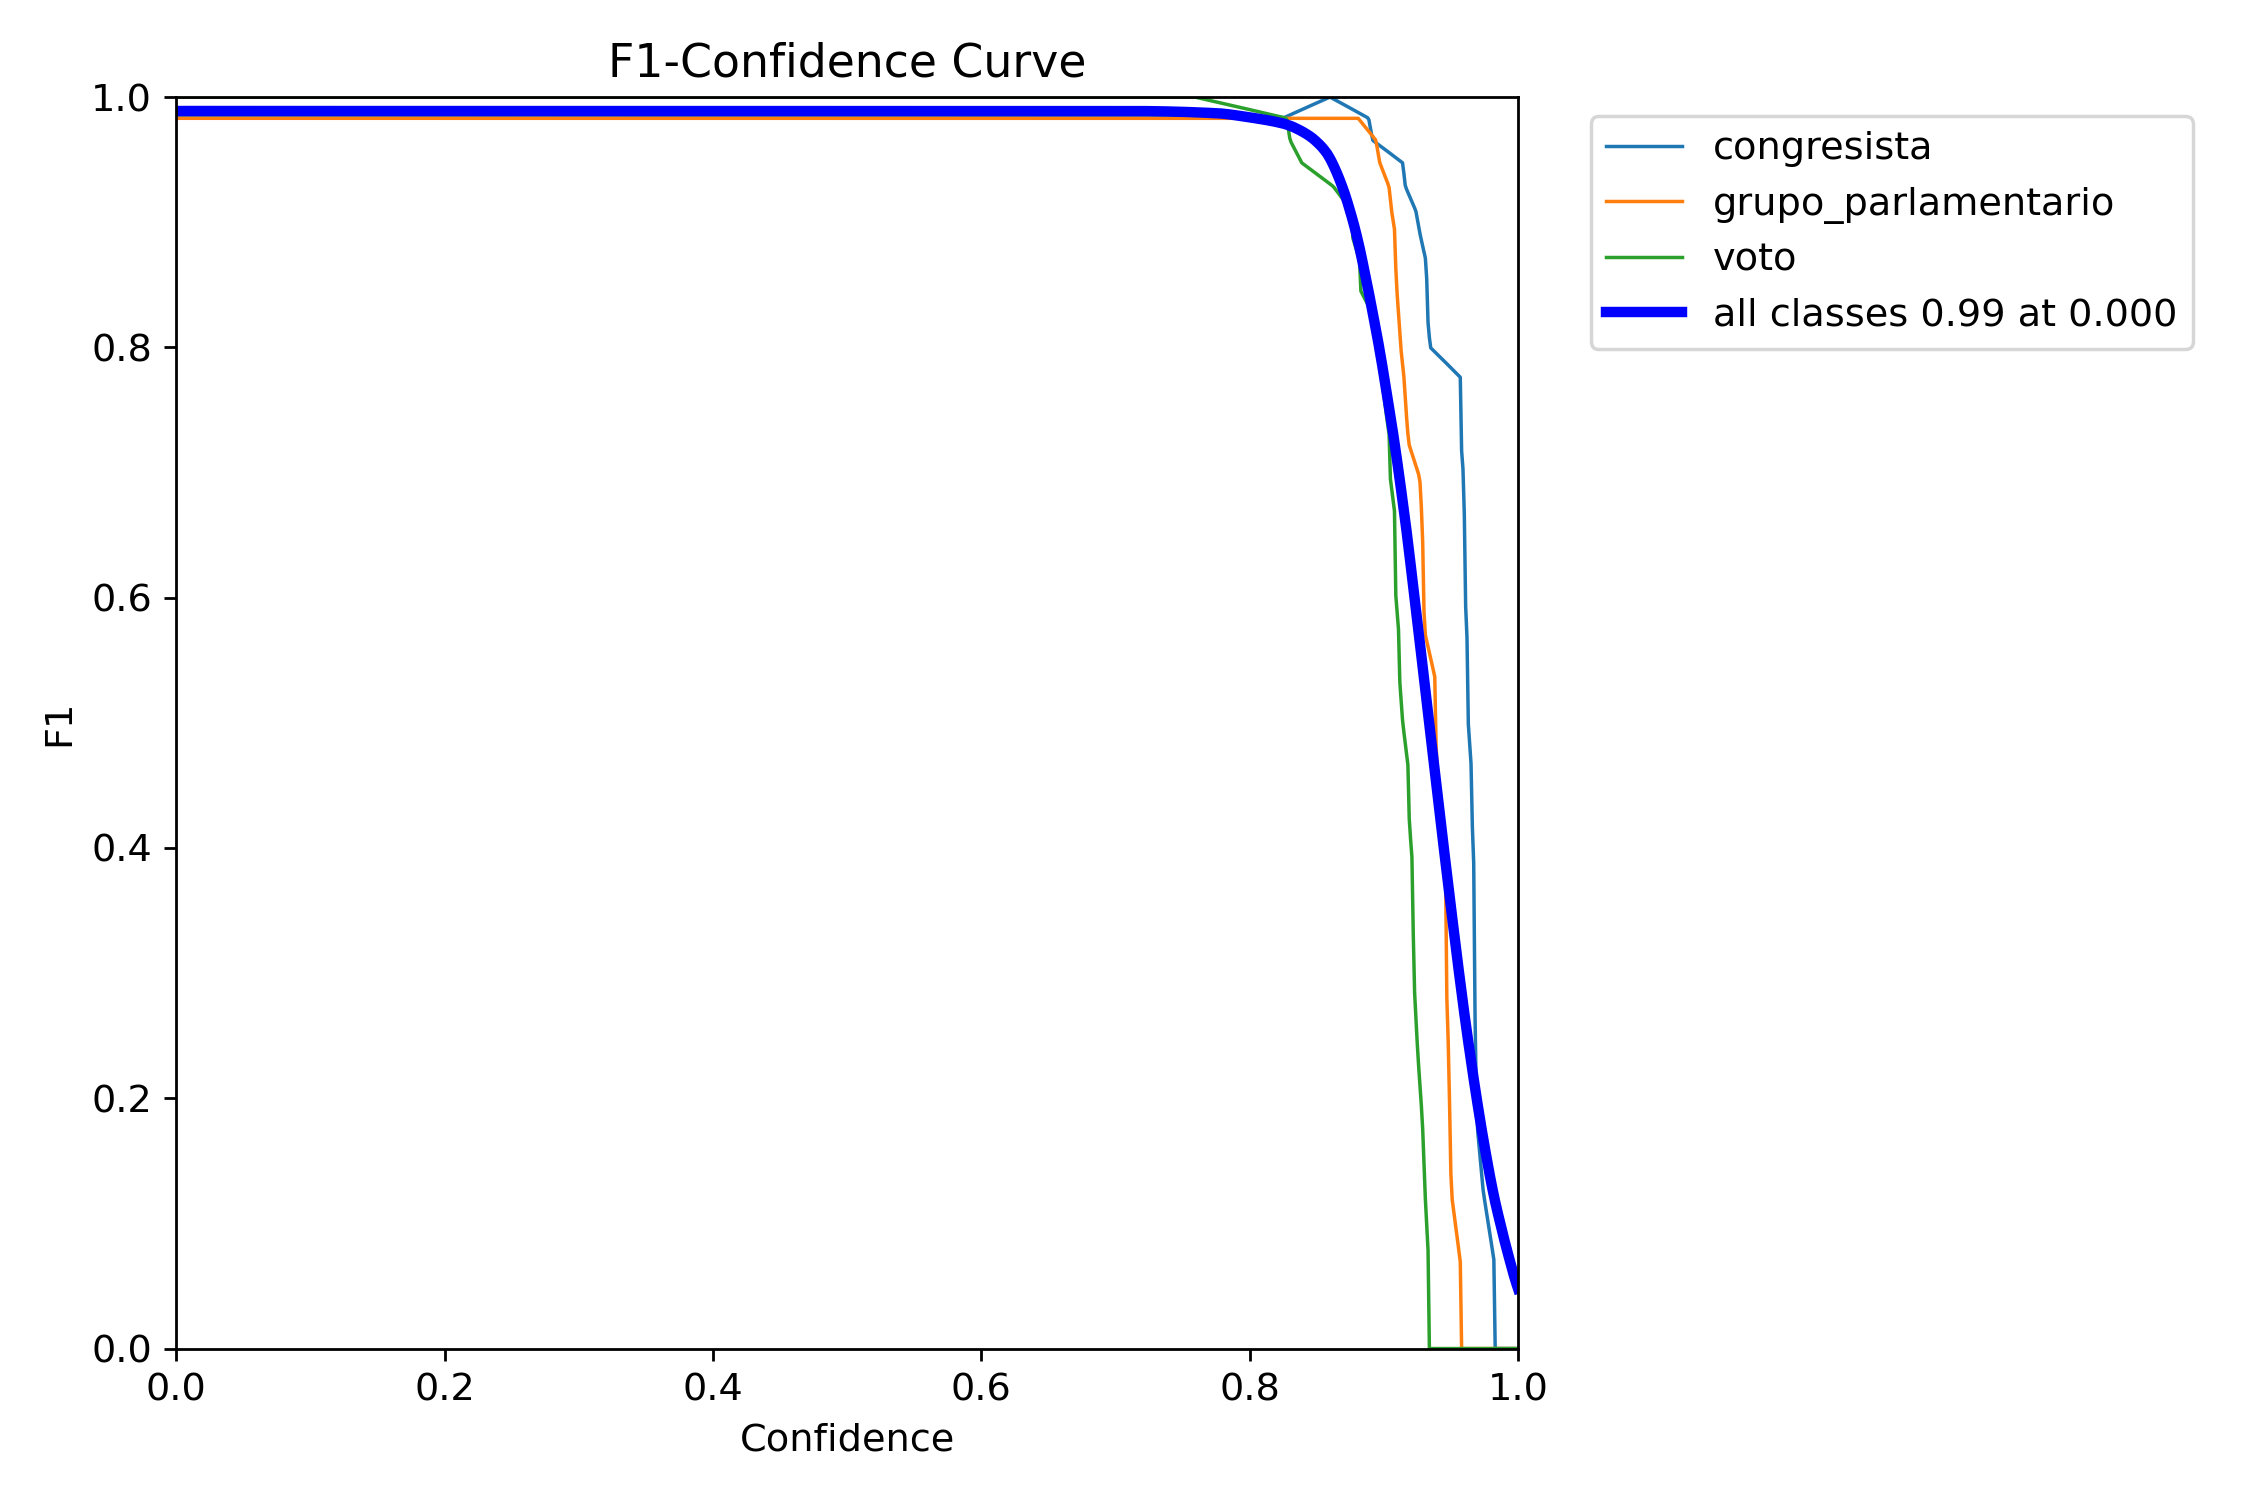 F1-Confidence Curve
1.0
0.8
0.6
0.4
0.2
0.0
F1
0.0 0.2 0.4 0.6 0.8 1.0
Confidence
congresista
grupo_parlamentario
voto
all classes 0.99 at 0.000